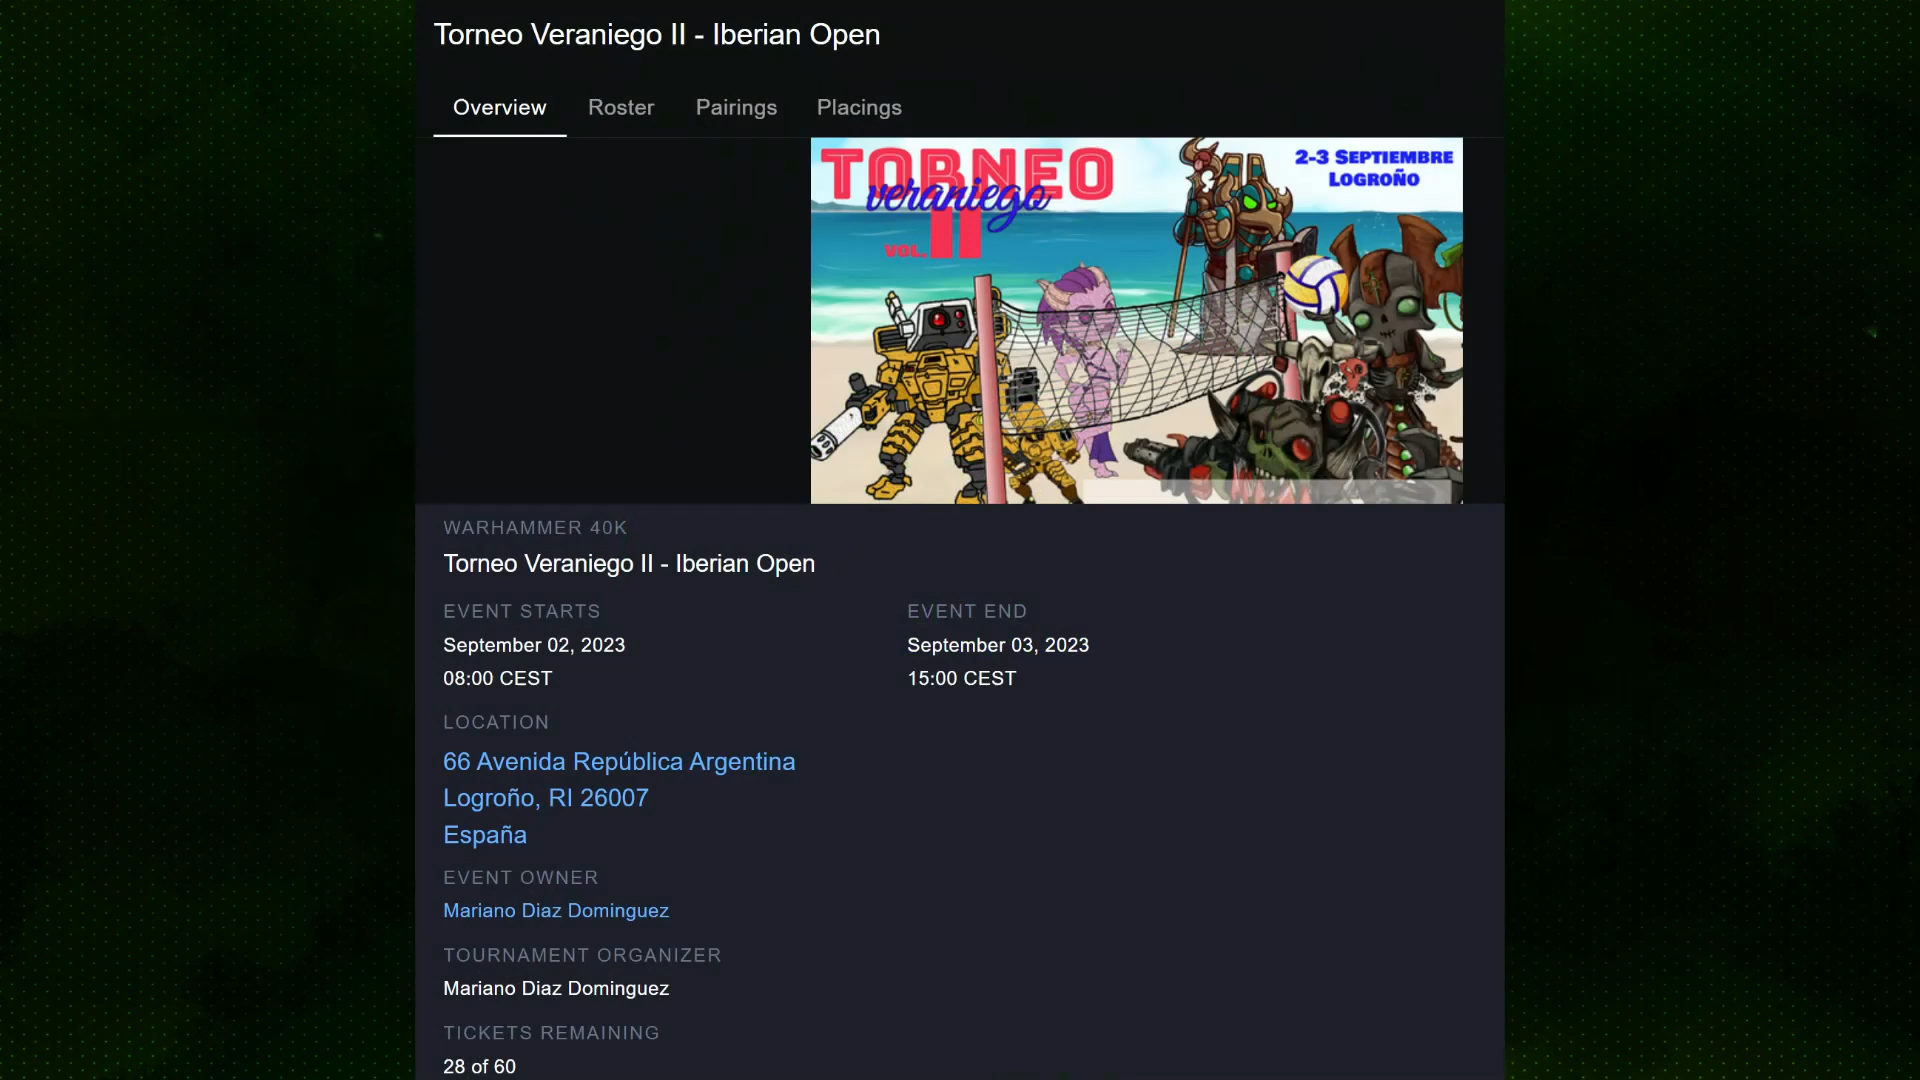 Torneo Veraniego II - Iberian Open
Overview Roster Pairings Placings
TORNEO
veraniego
VOL. II
2-3 SEPTIEMBRE
LOGROÑO
WARHAMMER 40K
Torneo Veraniego II - Iberian Open
EVENT STARTS
September 02, 2023
08:00 CEST
EVENT END
September 03, 2023
15:00 CEST
LOCATION
66 Avenida República Argentina
Logroño, RI 26007
España
EVENT OWNER
Mariano Diaz Dominguez
TOURNAMENT ORGANIZER
Mariano Diaz Dominguez
TICKETS REMAINING
28 of 60